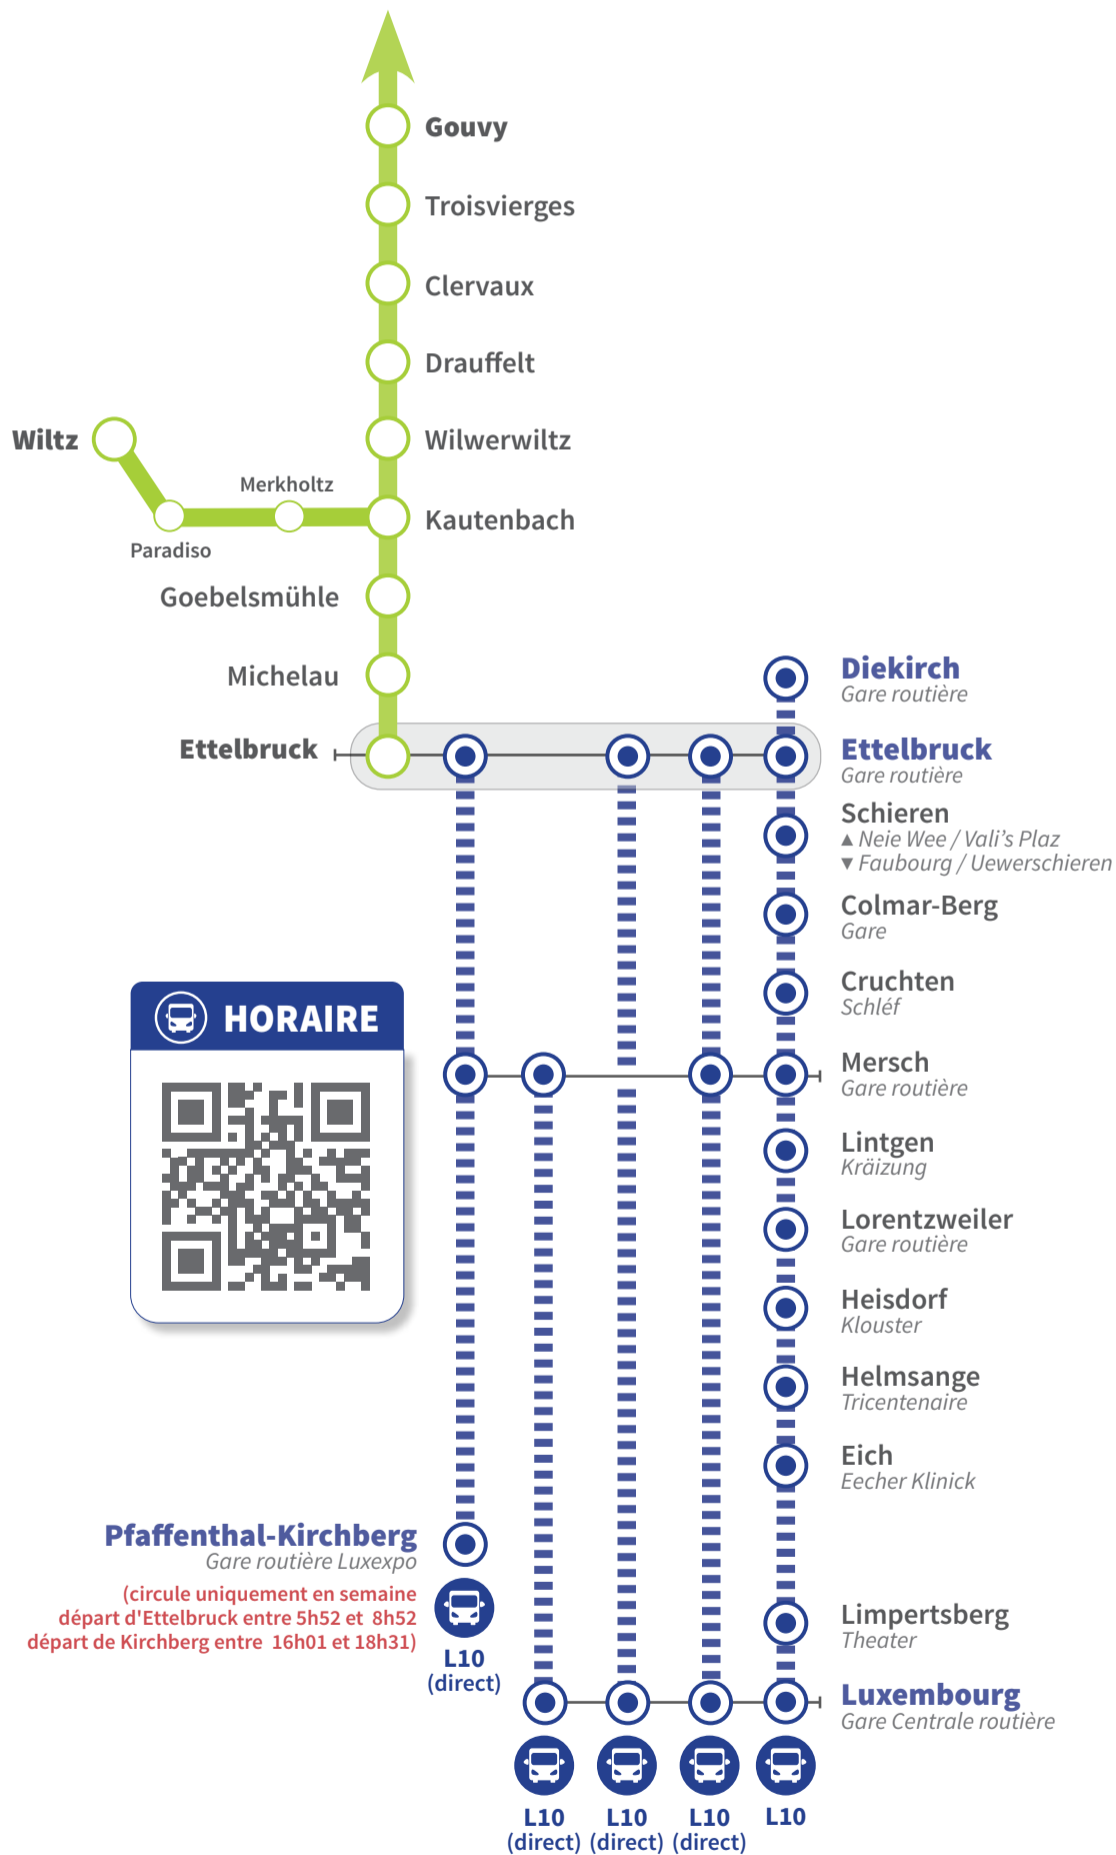 Gouvy
Troisvierges
Clervaux
Drauffelt
Wiltz
Wilwerwiltz
Merkholtz
Kautenbach
Paradiso
Goebelsmühle
Michelau
Diekirch
Gare routière
Ettelbruck
Ettelbruck
Gare routière
Schieren
▲ Neie Wee / Vali's Plaz
▼ Faubourg / Uewerschieren
Colmar-Berg
Gare
Cruchten
Schléf
HORAIRE
Mersch
Gare routière
Lintgen
Kräizung
Lorentzweiler
Gare routière
Heisdorf
Klouster
Helmsange
Tricentenaire
Eich
Eecher Klinick
Pfaffenthal-Kirchberg
Gare routière Luxexpo
(circule uniquement en semaine
départ d'Ettelbruck entre 5h52 et 8h52
départ de Kirchberg entre 16h01 et 18h31)
L10
(direct)
Limpertsberg
Theater
Luxembourg
Gare Centrale routière
L10
(direct)
L10
(direct)
L10
(direct)
L10